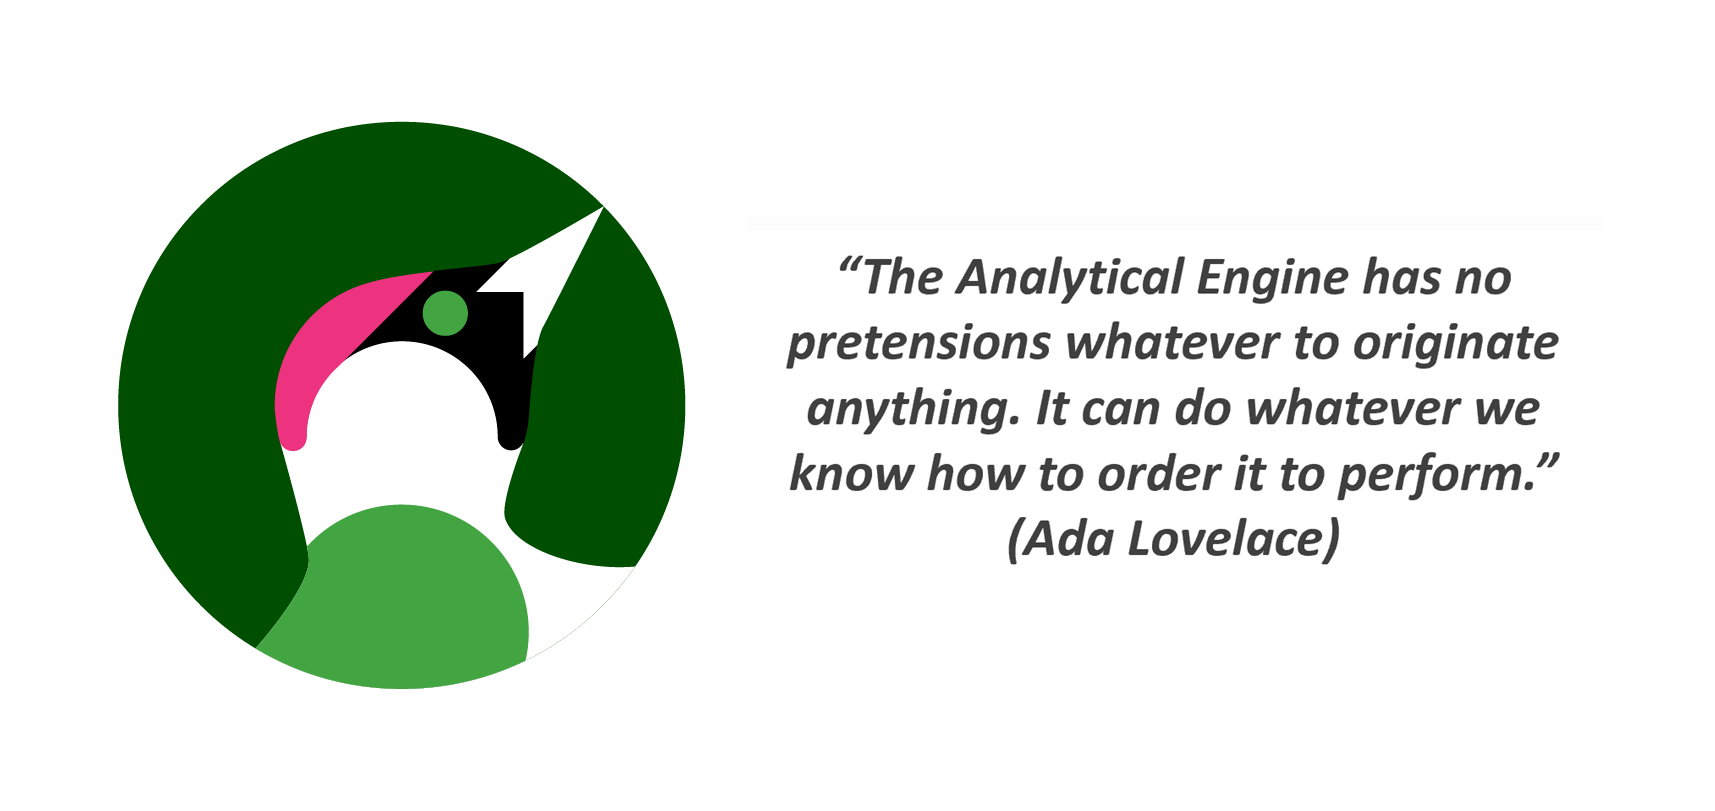 “The Analytical Engine has no
pretensions whatever to originate
anything. It can do whatever we
know how to order it to perform.”
(Ada Lovelace)